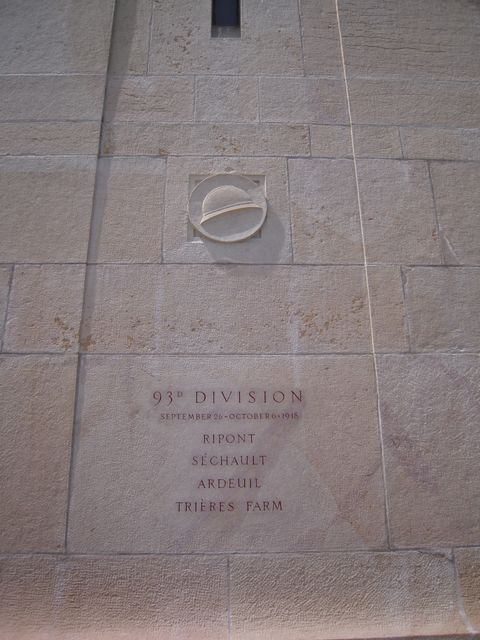 93D DIVISION
SEPTEMBER 26-OCTOBER 6·1918
RIPONT
SÉCHAULT
ARDEUIL
TRIÈRES FARM